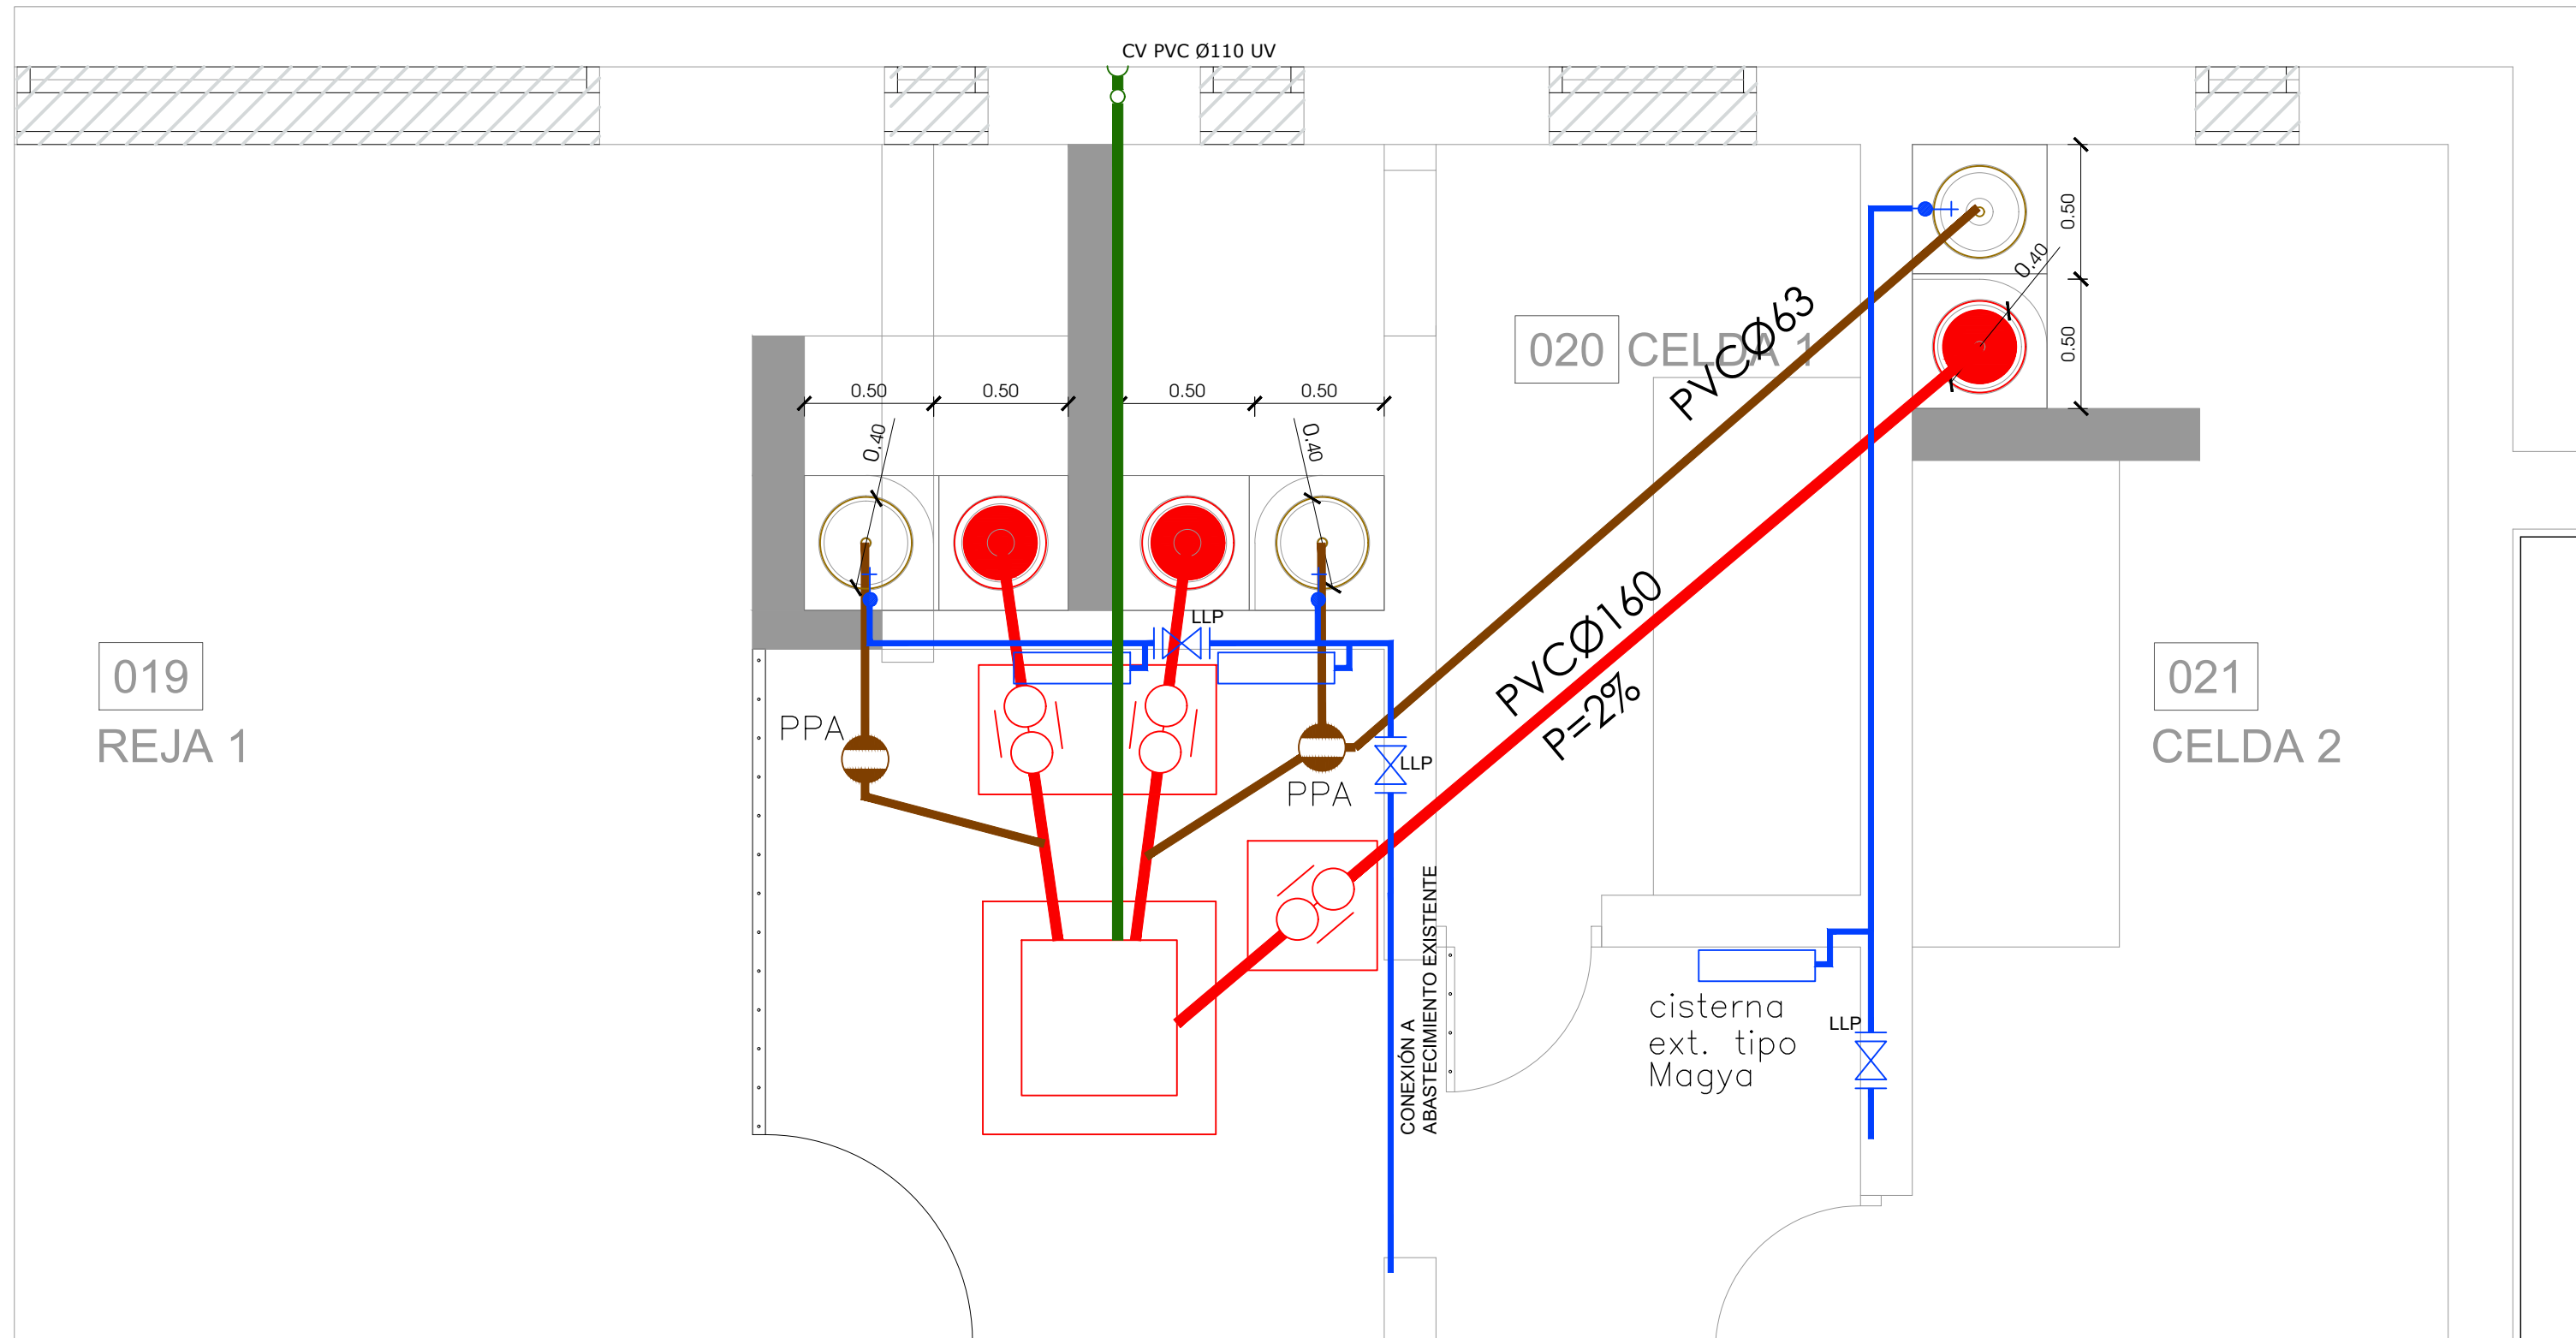 CV PVC Ø110 UV
0.50
0.50
0.40
PVCØ63
020 CELDA 1
0.50
0.50
0.50
0.50
0.40
0.40
PVCØ160
P=2%
LLP
019
REJA 1
021
CELDA 2
PPA
PPA
LLP
CONEXIÓN A
ABASTECIMIENTO EXISTENTE
cisterna
ext. tipo
Magya
LLP